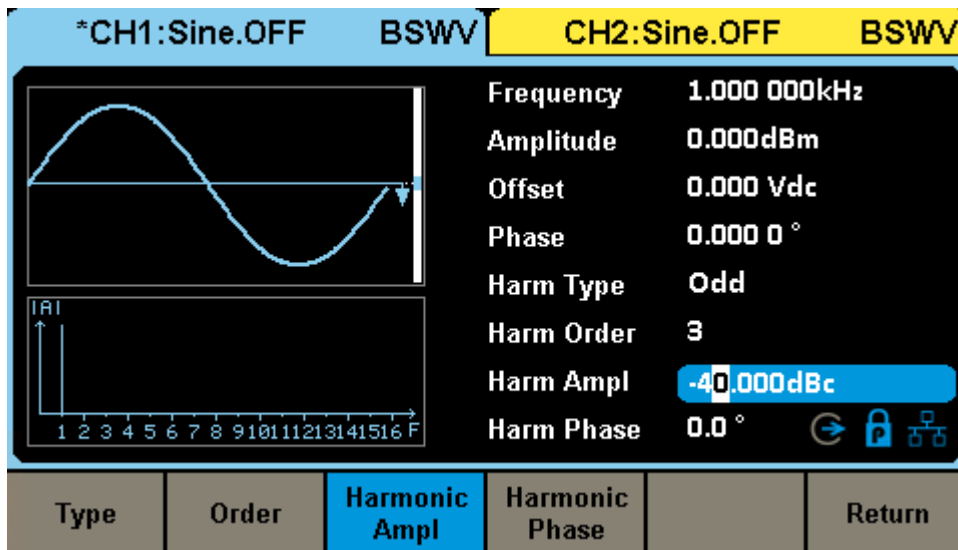 *CH1:Sine.OFF BSWV
CH2:Sine.OFF BSWV
Frequency 1.000 000kHz
Amplitude 0.000dBm
Offset 0.000 Vdc
Phase 0.000 0 °
Harm Type Odd
Harm Order 3
Harm Ampl -40.000dBc
Harm Phase 0.0 °
P
|A|
1 2 3 4 5 6 7 8 9 10 11 12 13 14 15 16 F
Type
Order
Harmonic
Ampl
Harmonic
Phase
Return